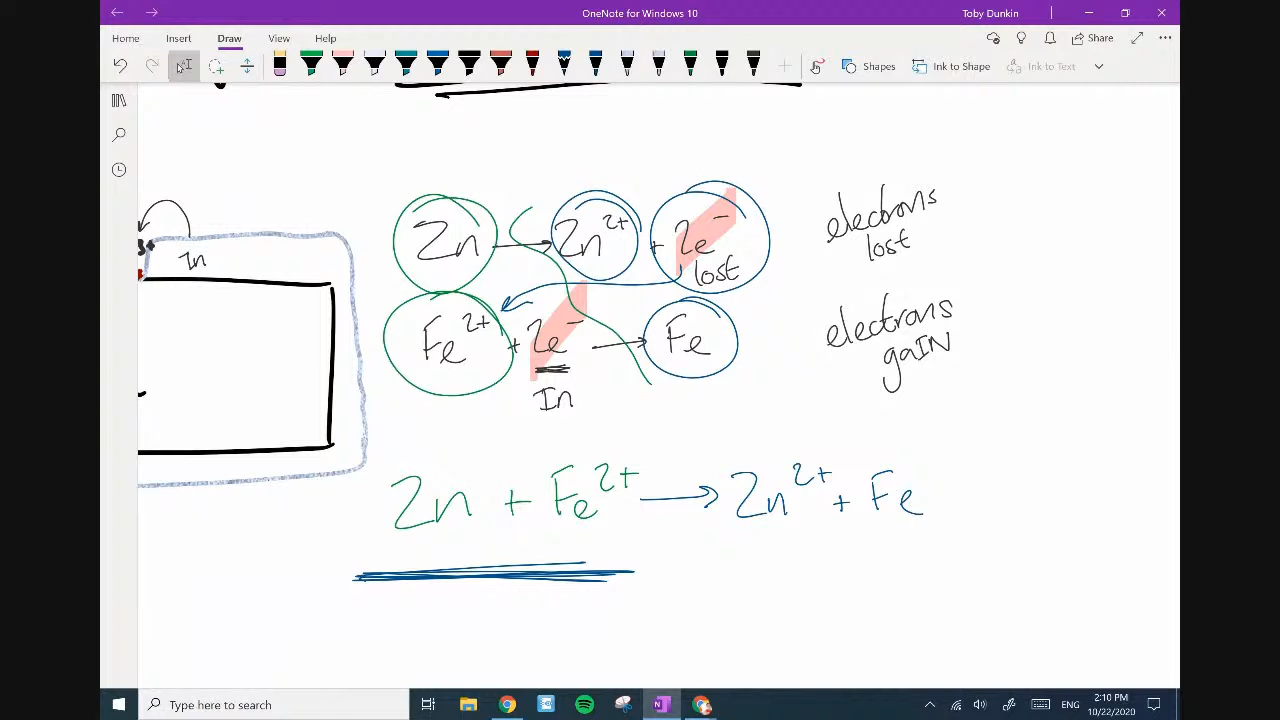 OneNote for Windows 10
Toby Dunkin
Home Insert Draw View Help
Share
Shapes
Ink to Shape
Ink to Text
Zn → Zn²⁺ + 2e⁻
lost
electrons
lost
Zn
Fe²⁺ + 2e⁻ → Fe
In
electrons
gaIN
Zn + Fe²⁺ → Zn²⁺ + Fe
Type here to search
ENG
2:10 PM
10/22/2020